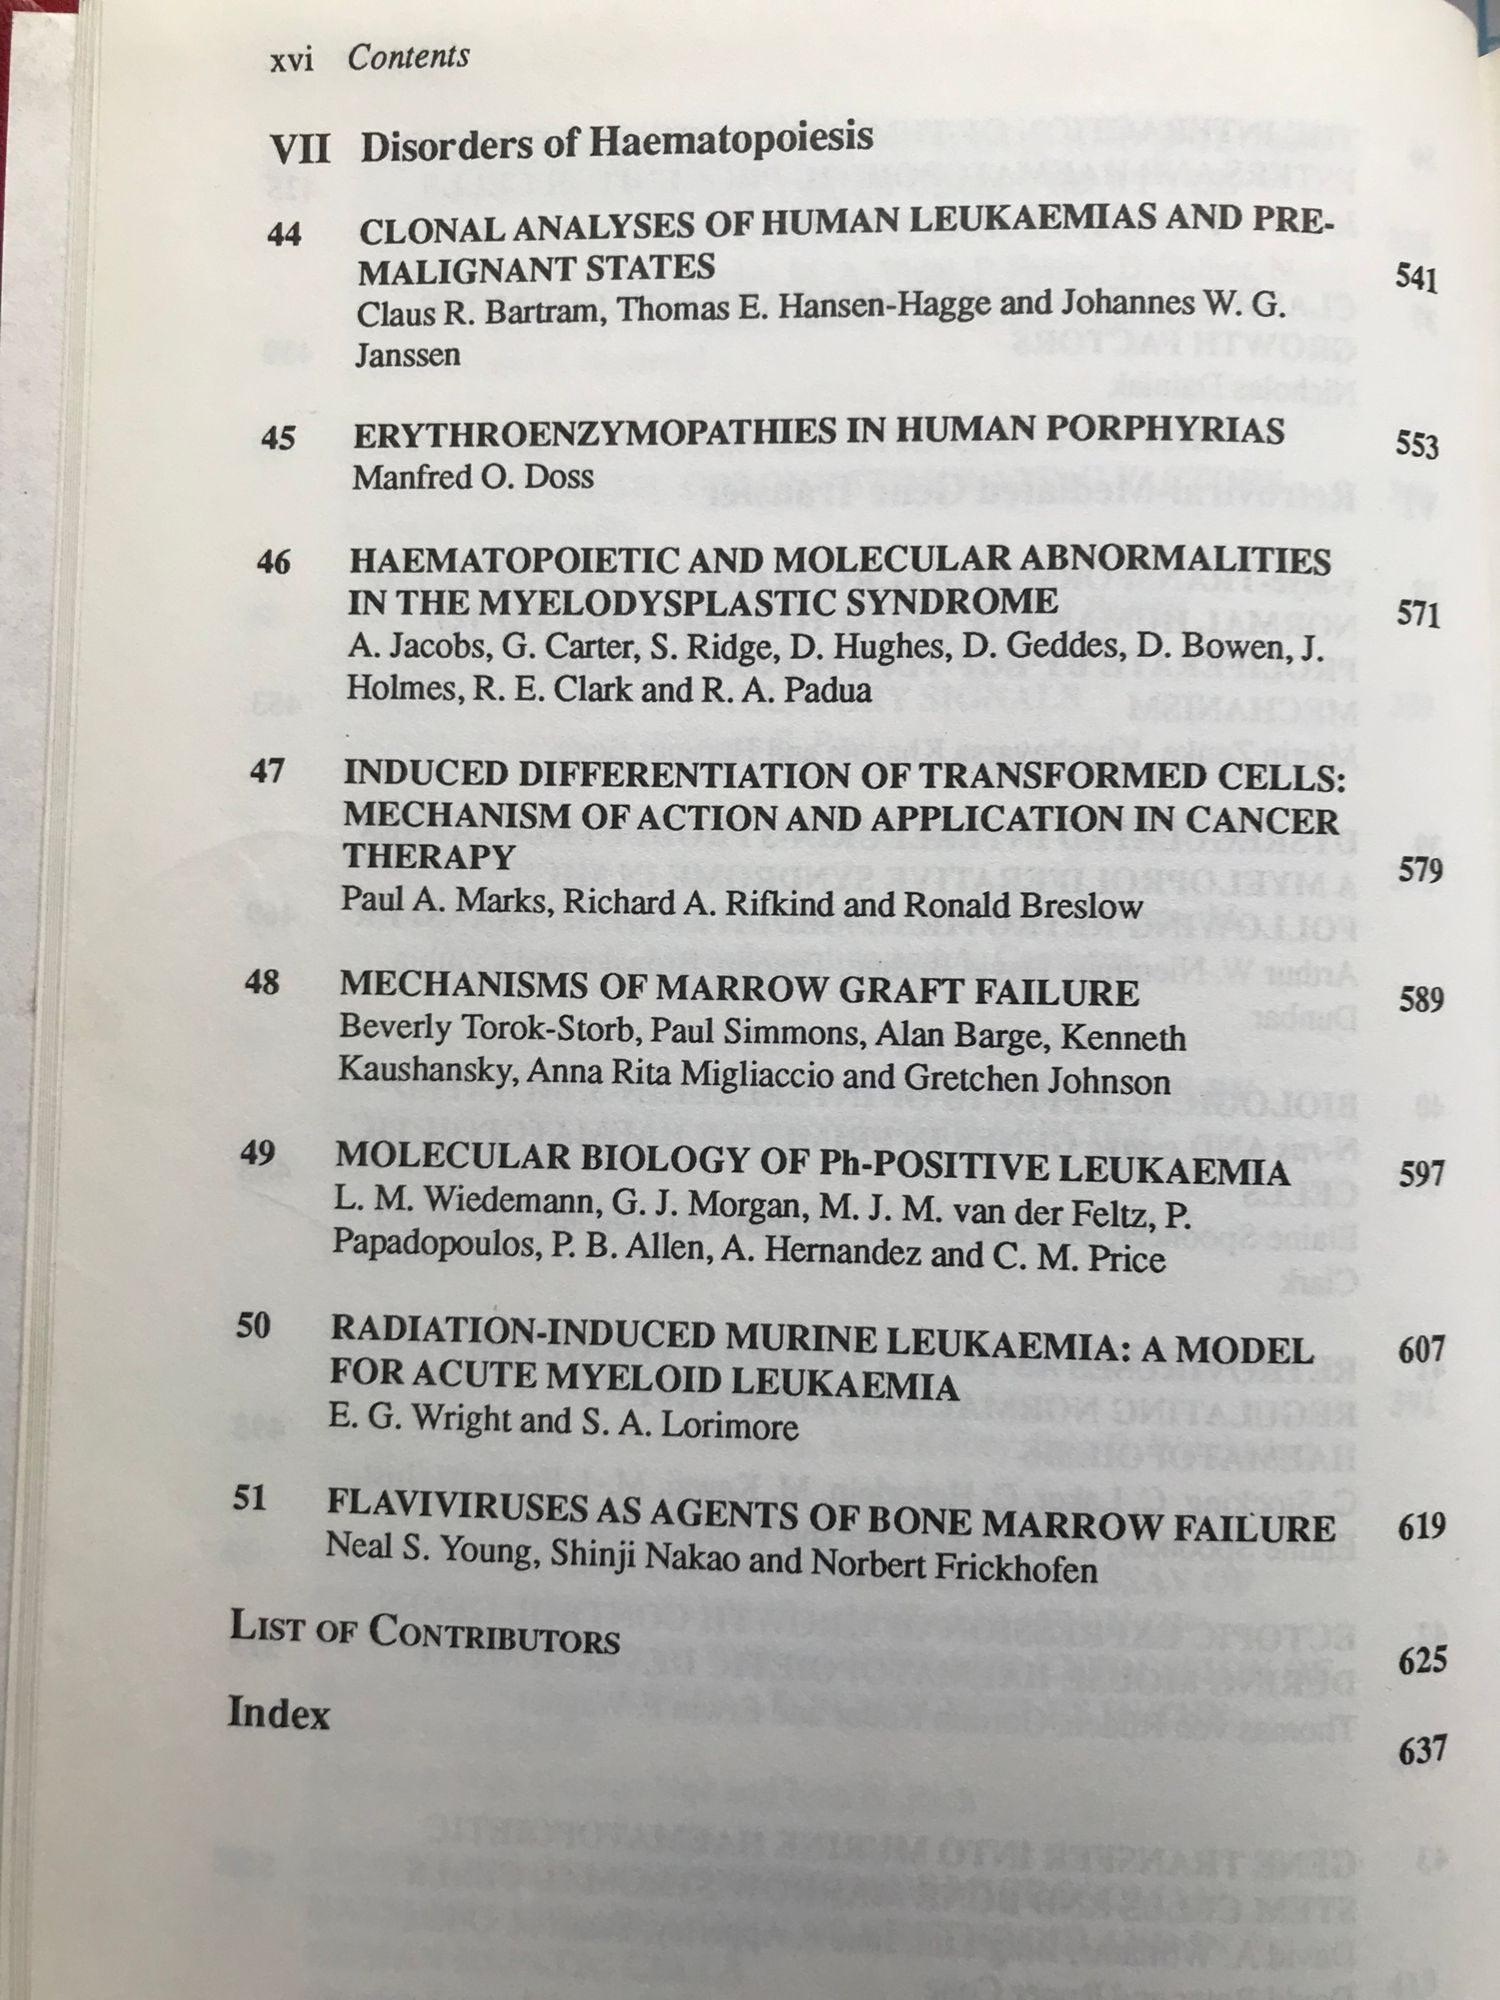 xvi Contents
VII Disorders of Haematopoiesis
44 CLONAL ANALYSES OF HUMAN LEUKAEMIAS AND PRE-
MALIGNANT STATES 541
Claus R. Bartram, Thomas E. Hansen-Hagge and Johannes W. G.
Janssen
45 ERYTHROENZYMOPATHIES IN HUMAN PORPHYRIAS 553
Manfred O. Doss
46 HAEMATOPOIETIC AND MOLECULAR ABNORMALITIES
IN THE MYELODYSPLASTIC SYNDROME 571
A. Jacobs, G. Carter, S. Ridge, D. Hughes, D. Geddes, D. Bowen, J.
Holmes, R. E. Clark and R. A. Padua
47 INDUCED DIFFERENTIATION OF TRANSFORMED CELLS:
MECHANISM OF ACTION AND APPLICATION IN CANCER
THERAPY 579
Paul A. Marks, Richard A. Rifkind and Ronald Breslow
48 MECHANISMS OF MARROW GRAFT FAILURE 589
Beverly Torok-Storb, Paul Simmons, Alan Barge, Kenneth
Kaushansky, Anna Rita Migliaccio and Gretchen Johnson
49 MOLECULAR BIOLOGY OF Ph-POSITIVE LEUKAEMIA 597
L. M. Wiedemann, G. J. Morgan, M. J. M. van der Feltz, P.
Papadopoulos, P. B. Allen, A. Hernandez and C. M. Price
50 RADIATION-INDUCED MURINE LEUKAEMIA: A MODEL 607
FOR ACUTE MYELOID LEUKAEMIA
E. G. Wright and S. A. Lorimore
51 FLAVIVIRUSES AS AGENTS OF BONE MARROW FAILURE 619
Neal S. Young, Shinji Nakao and Norbert Frickhofen
LIST OF CONTRIBUTORS 625
Index 637